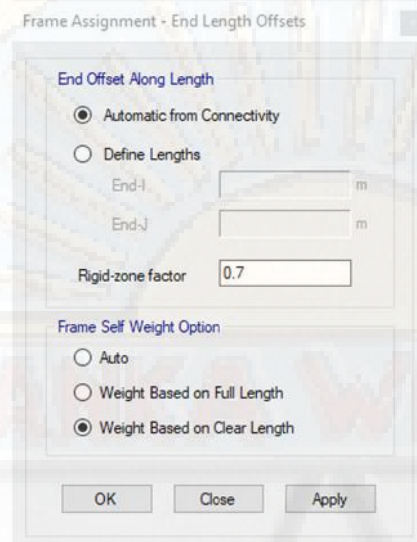 Frame Assignment - End Length Offsets
End Offset Along Length
Automatic from Connectivity
Define Lengths
End-I m
End-J m
Rigid-zone factor 0.7
Frame Self Weight Option
Auto
Weight Based on Full Length
Weight Based on Clear Length
OK Close Apply